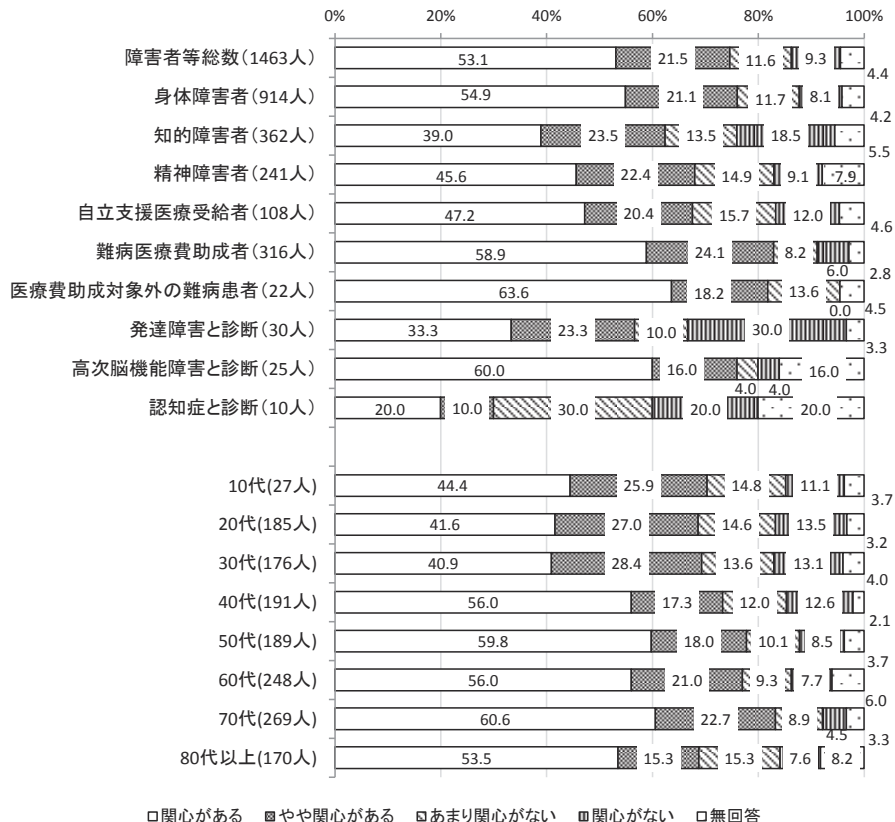 0% 20% 40% 60% 80% 100%
障害者等総数(1463人) 53.1 21.5 11.6 9.3 4.4
身体障害者(914人) 54.9 21.1 11.7 8.1 4.2
知的障害者(362人) 39.0 23.5 13.5 18.5 5.5
精神障害者(241人) 45.6 22.4 14.9 9.1 7.9
自立支援医療受給者(108人) 47.2 20.4 15.7 12.0 4.6
難病医療費助成者(316人) 58.9 24.1 8.2 6.0 2.8
医療費助成対象外の難病患者(22人) 63.6 18.2 13.6 0.0 4.5
発達障害と診断(30人) 33.3 23.3 10.0 30.0 3.3
高次脳機能障害と診断(25人) 60.0 16.0 4.0 4.0 16.0
認知症と診断(10人) 20.0 10.0 30.0 20.0 20.0
10代(27人) 44.4 25.9 14.8 11.1 3.7
20代(185人) 41.6 27.0 14.6 13.5 3.2
30代(176人) 40.9 28.4 13.6 13.1 4.0
40代(191人) 56.0 17.3 12.0 12.6 2.1
50代(189人) 59.8 18.0 10.1 8.5 3.7
60代(248人) 56.0 21.0 9.3 7.7 6.0
70代(269人) 60.6 22.7 8.9 4.5 3.3
80代以上(170人) 53.5 15.3 15.3 7.6 8.2
関心がある やや関心がある あまり関心がない 関心がない 無回答